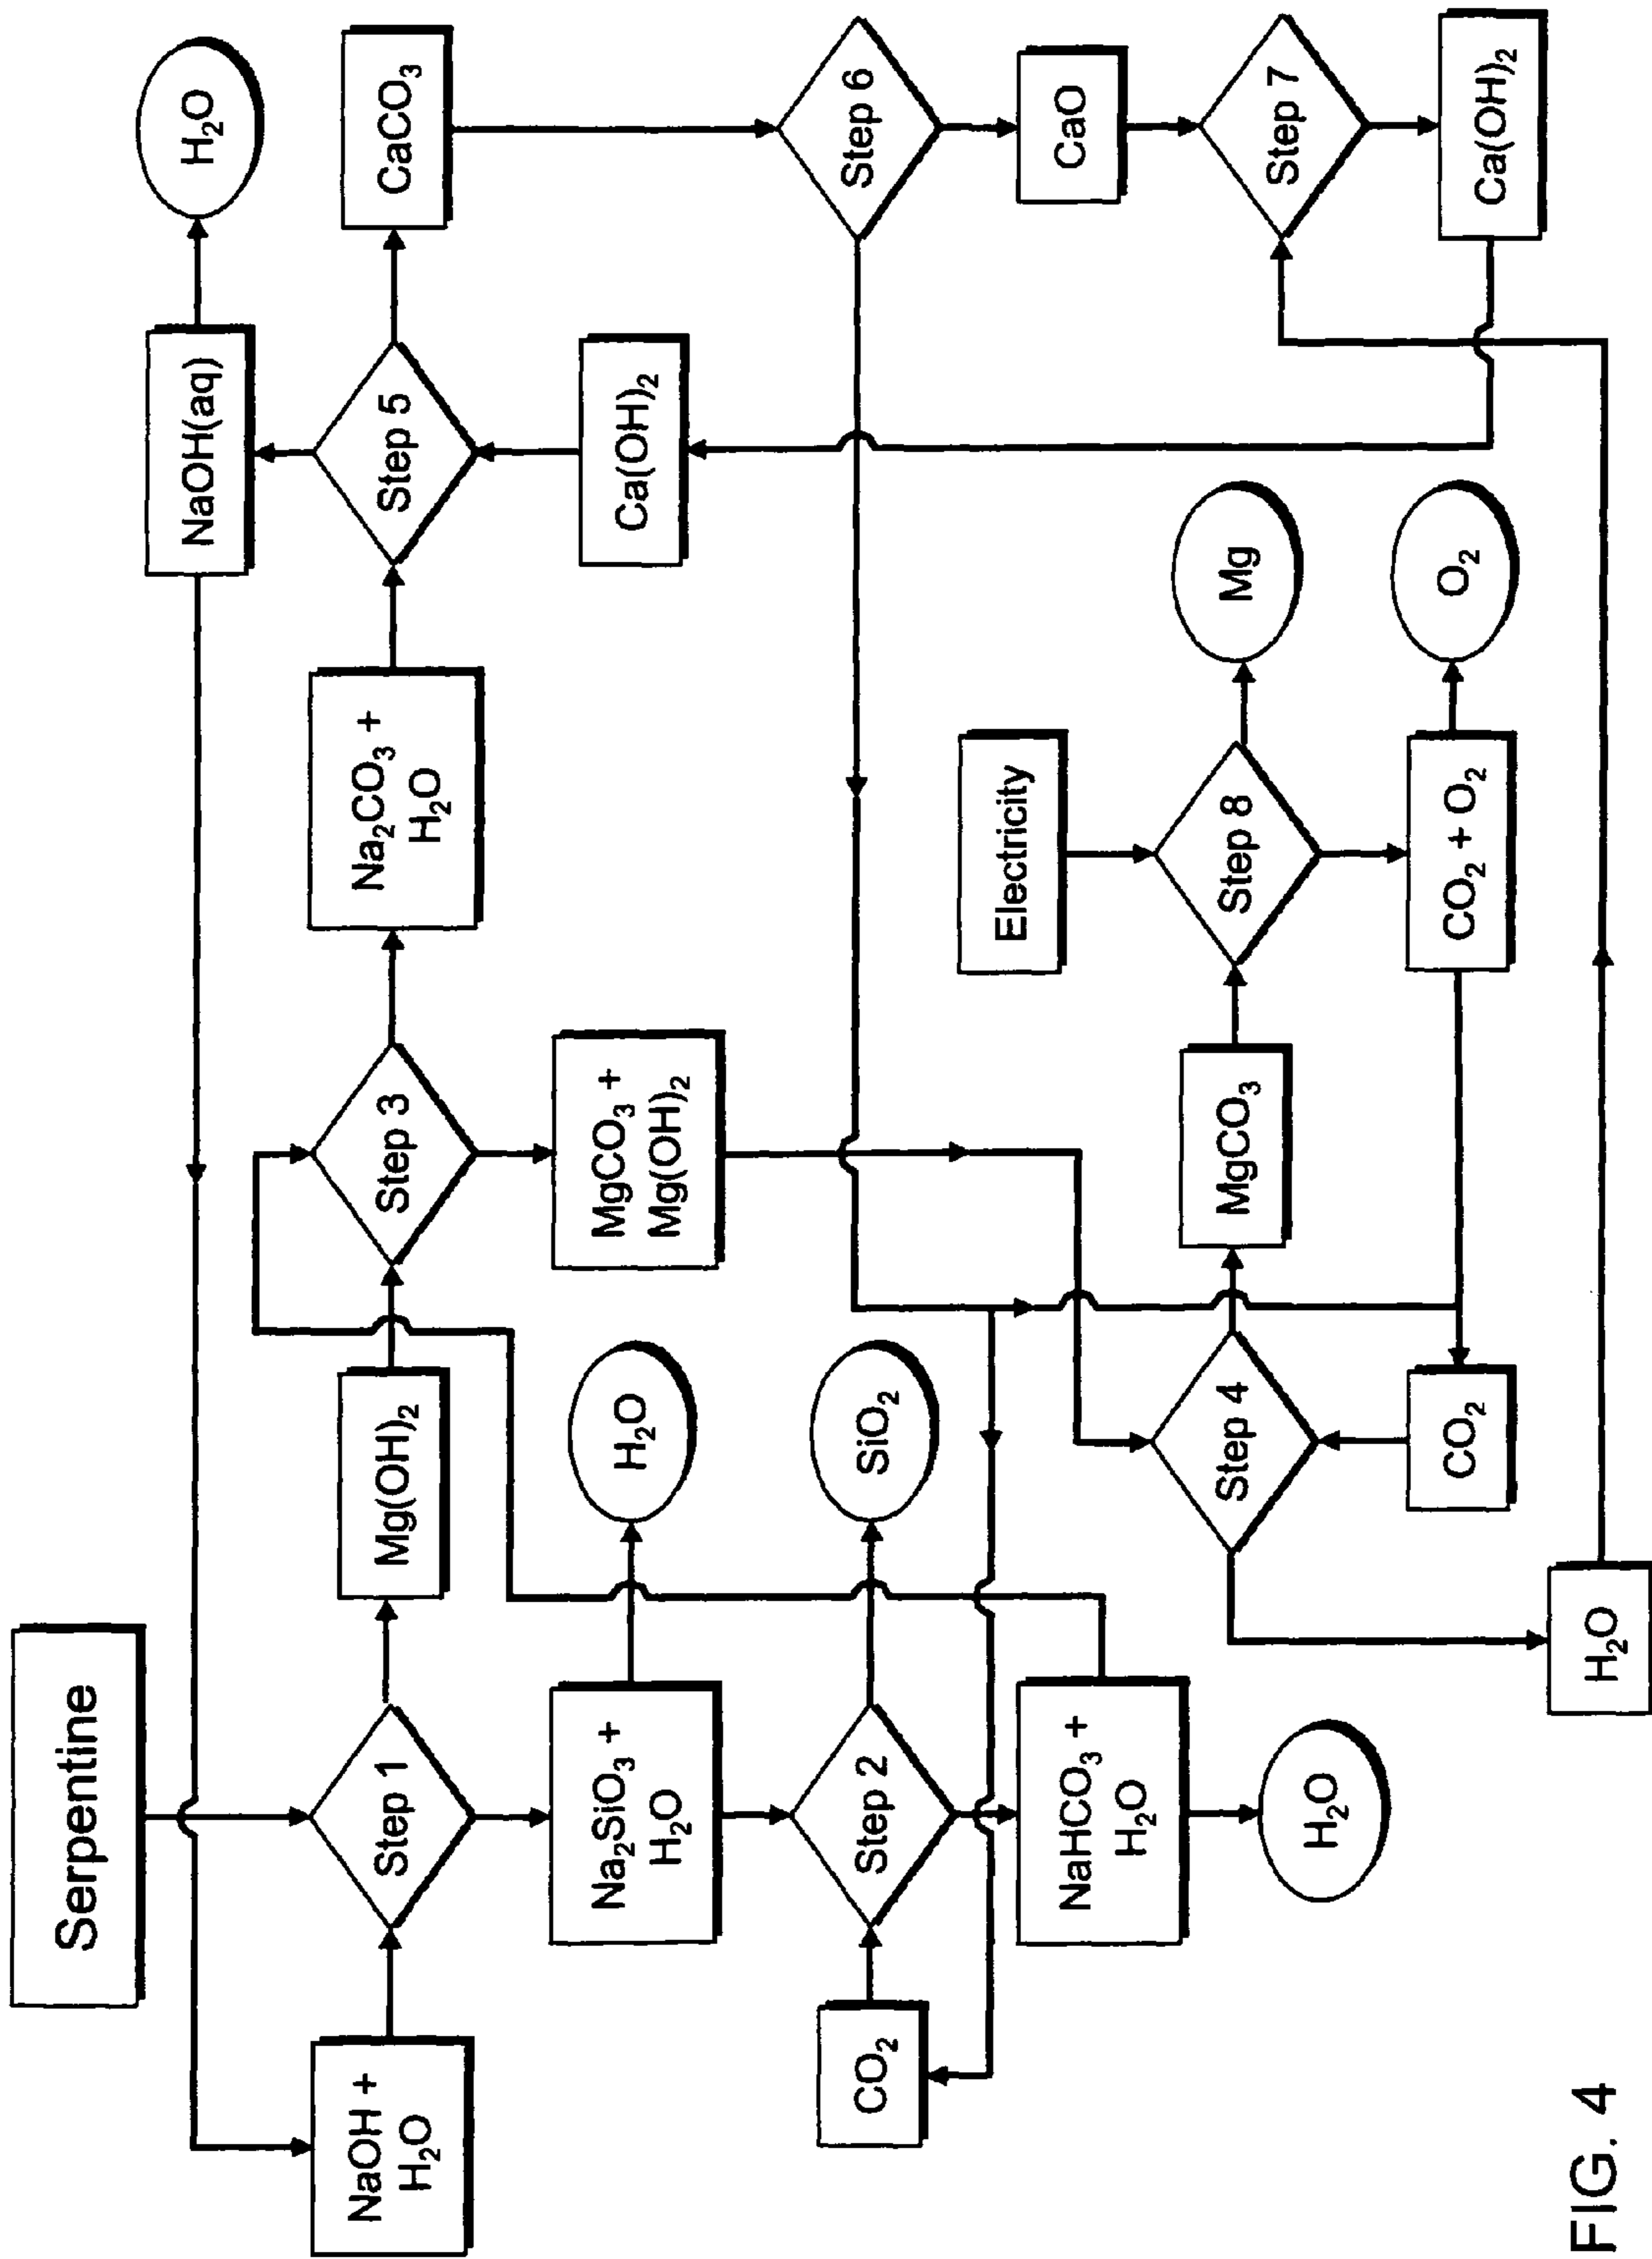 Serpentine
NaOH(aq)
H₂O
NaOH +
H₂O
Step 1
Mg(OH)₂
Step 3
Na₂CO₃ +
H₂O
Step 5
CaCO₃
Na₂SiO₃ +
H₂O
H₂O
MgCO₃ +
Mg(OH)₂
Ca(OH)₂
CO₂
Step 2
SiO₂
Step 6
NaHCO₃ +
H₂O
Electricity
CaO
Step 4
MgCO₃
Step 8
Mg
Step 7
H₂O
CO₂
CO₂ + O₂
O₂
Ca(OH)₂
H₂O
FIG. 4